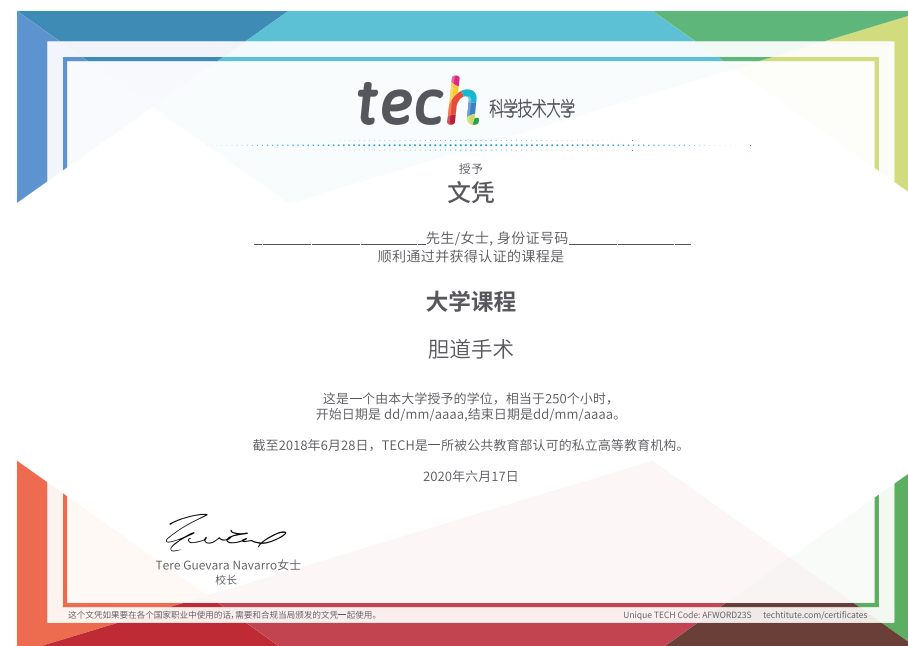 tech 科学技术大学
授予
文凭
_______________________先生/女士, 身份证号码________________
顺利通过并获得认证的课程是
大学课程
胆道手术
这是一个由本大学授予的学位，相当于250个小时，
开始日期是 dd/mm/aaaa,结束日期是dd/mm/aaaa。
截至2018年6月28日，TECH是一所被公共教育部认可的私立高等教育机构。
2020年六月17日
Tere Guevara Navarro女士
校长
这个文凭如果要在各个国家职业中使用的话,需要和合规当局颁发的文凭一起使用。
Unique TECH Code: AFWORD23S techtitute.com/certificates